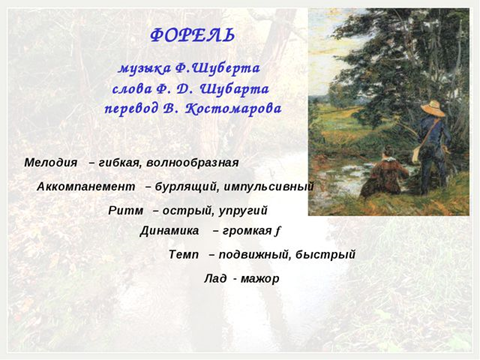 ФОРЕЛЬ
музыка Ф.Шуберта
слова Ф. Д. Шубарта
перевод В. Костомарова
Мелодия – гибкая, волнообразная
Аккомпанемент – бурлящий, импульсивный
Ритм – острый, упругий
Динамика – громкая f
Темп – подвижный, быстрый
Лад - мажор